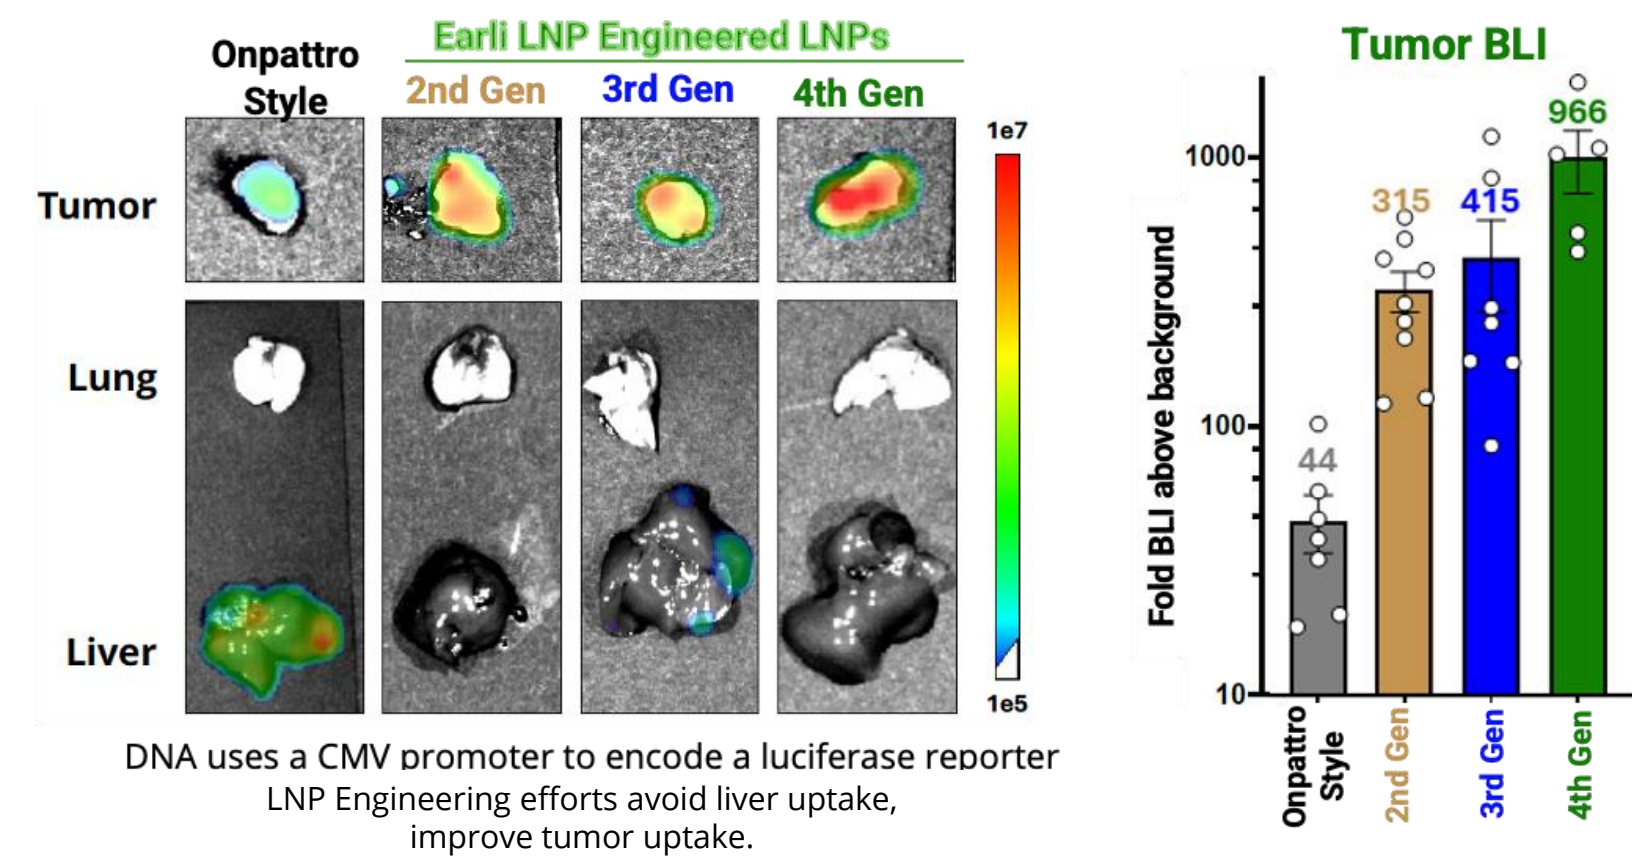 Onpattro
Style
Earli LNP Engineered LNPs
2nd Gen
3rd Gen
4th Gen
Tumor
Lung
Liver
1e7
1e5
DNA uses a CMV promoter to encode a luciferase reporter
LNP Engineering efforts avoid liver uptake,
improve tumor uptake.
Tumor BLI
Fold BLI above background
1000
100
10
44
315
415
966
Onpattro
Style
2nd Gen
3rd Gen
4th Gen